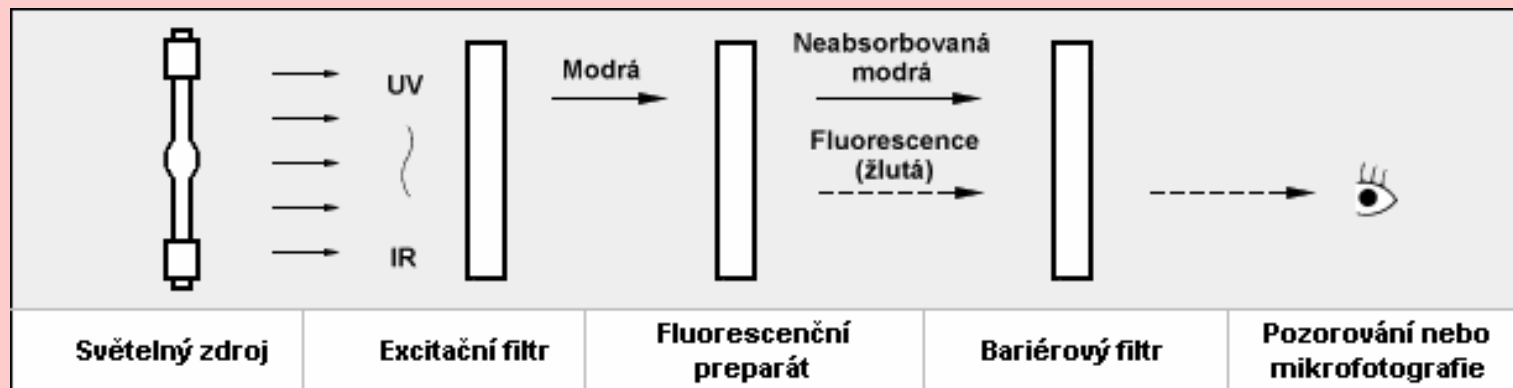 UV
IR
Modrá
Neabsorbovaná
modrá
Fluorescence
(žlutá)
Světelný zdroj
Excitační filtr
Fluorescenční
preparát
Bariérový filtr
Pozorování nebo
mikrofotografie